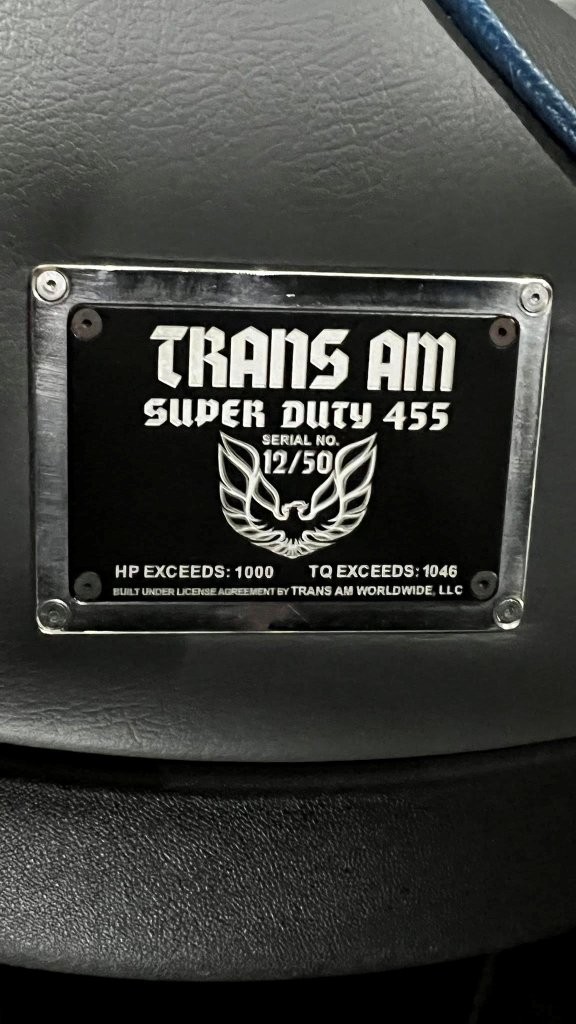 TRANS AM
SUPER DUTY 455
SERIAL NO.
12/50
HP EXCEEDS: 1000 TQ EXCEEDS: 1046
BUILT UNDER LICENSE AGREEMENT BY TRANS AM WORLDWIDE, LLC